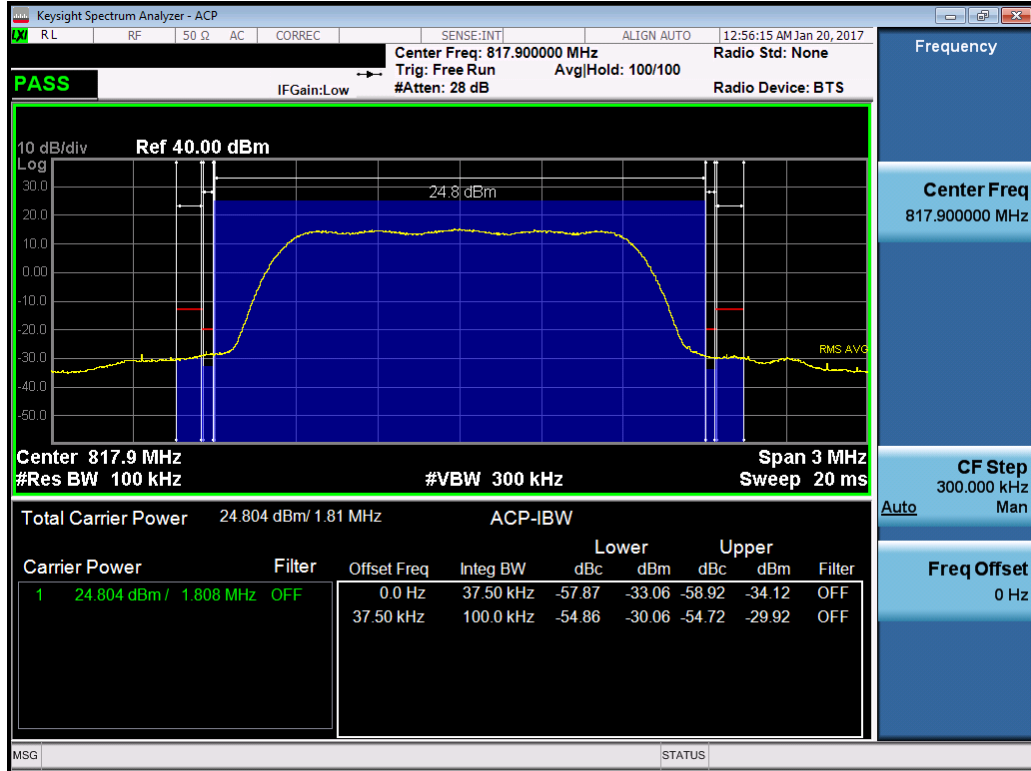 Keysight Spectrum Analyzer - ACP
LXI RL RF 50 Ω AC CORREC SENSE:INT ALIGN AUTO 12:56:15 AM Jan 20, 2017
Center Freq: 817.900000 MHz Radio Std: None
Trig: Free Run Avg|Hold: 100/100
PASS IFGain:Low #Atten: 28 dB Radio Device: BTS
10 dB/div Ref 40.00 dBm
Log
30.0
24.8 dBm
20.0
10.0
0.00
-10.0
-20.0
-30.0
RMS AVG
-40.0
-50.0
Center 817.9 MHz Span 3 MHz
#Res BW 100 kHz #VBW 300 kHz Sweep 20 ms
Total Carrier Power 24.804 dBm/ 1.81 MHz ACP-IBW
Lower Upper
Carrier Power Filter Offset Freq Integ BW dBc dBm dBc dBm Filter
1 24.804 dBm / 1.808 MHz OFF 0.0 Hz 37.50 kHz -57.87 -33.06 -58.92 -34.12 OFF
37.50 kHz 100.0 kHz -54.86 -30.06 -54.72 -29.92 OFF
MSG STATUS
Frequency
Center Freq
817.900000 MHz
CF Step
300.000 kHz
Auto Man
Freq Offset
0 Hz